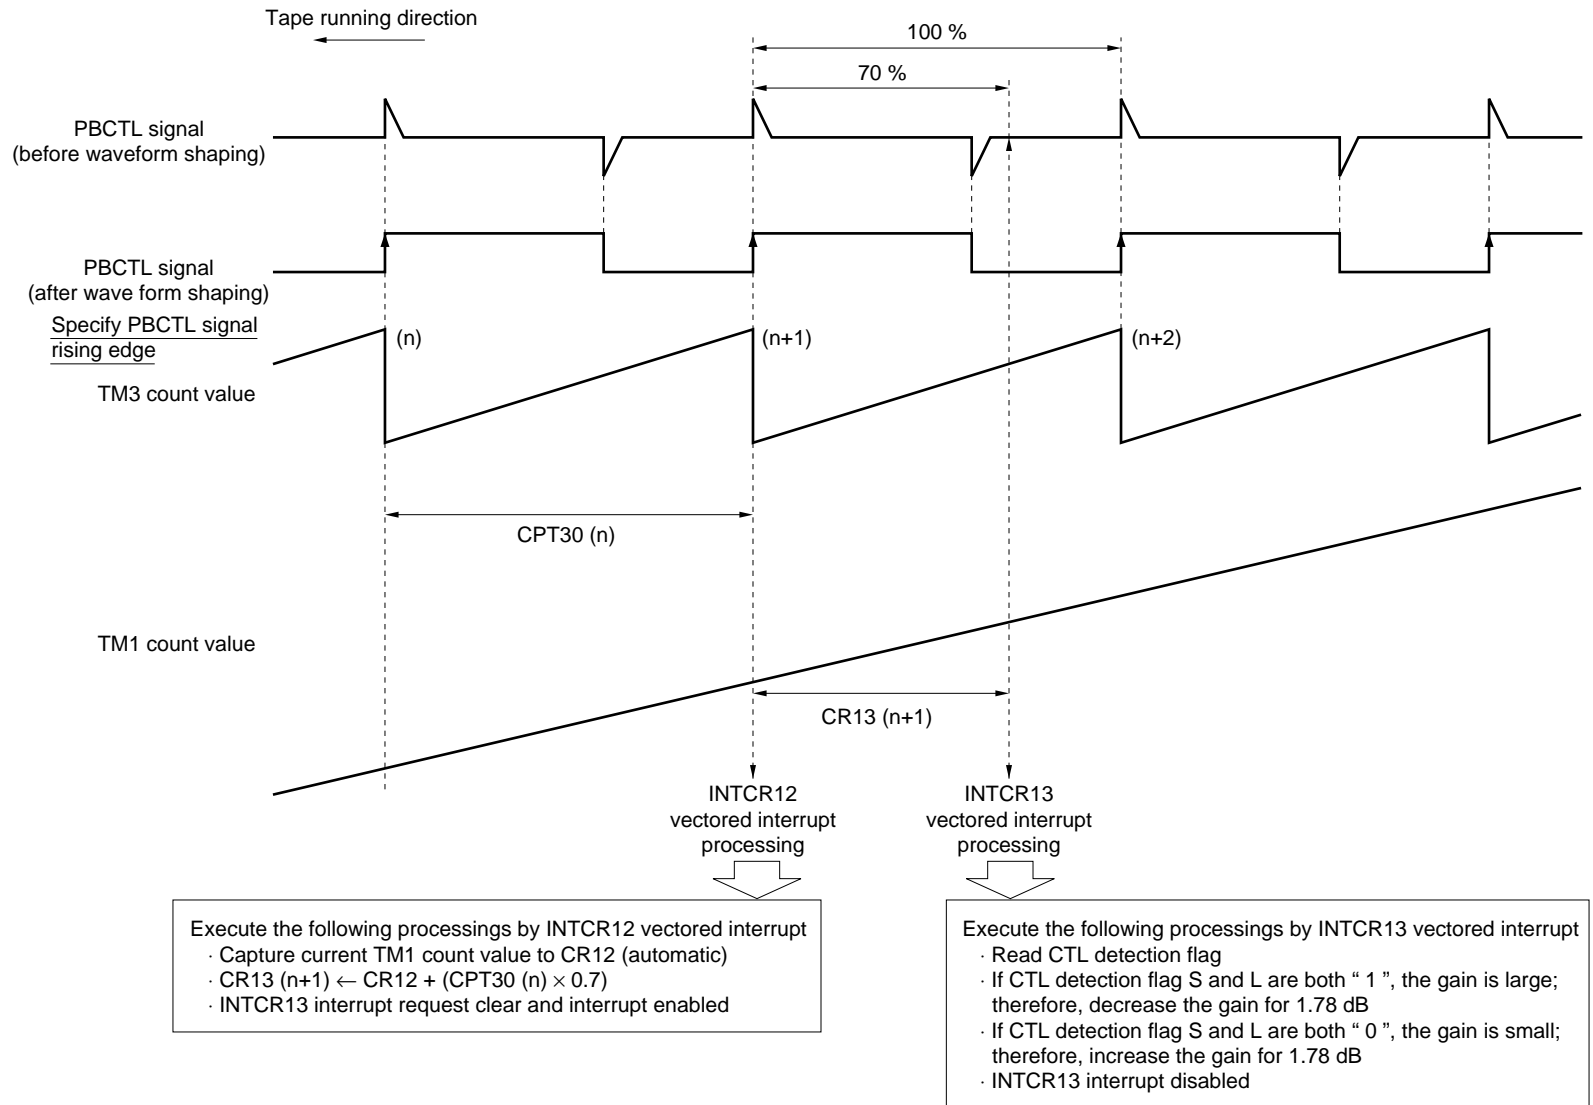 Tape running direction
100 %
70 %
PBCTL signal
(before waveform shaping)
PBCTL signal
(after wave form shaping)
Specify PBCTL signal
rising edge
(n)
(n+1)
(n+2)
TM3 count value
CPT30 (n)
TM1 count value
CR13 (n+1)
INTCR12
vectored interrupt
processing
INTCR13
vectored interrupt
processing
Execute the following processings by INTCR12 vectored interrupt
· Capture current TM1 count value to CR12 (automatic)
· CR13 (n+1) ← CR12 + (CPT30 (n) × 0.7)
· INTCR13 interrupt request clear and interrupt enabled
Execute the following processings by INTCR13 vectored interrupt
· Read CTL detection flag
· If CTL detection flag S and L are both “ 1 ”, the gain is large;
therefore, decrease the gain for 1.78 dB
· If CTL detection flag S and L are both “ 0 ”, the gain is small;
therefore, increase the gain for 1.78 dB
· INTCR13 interrupt disabled